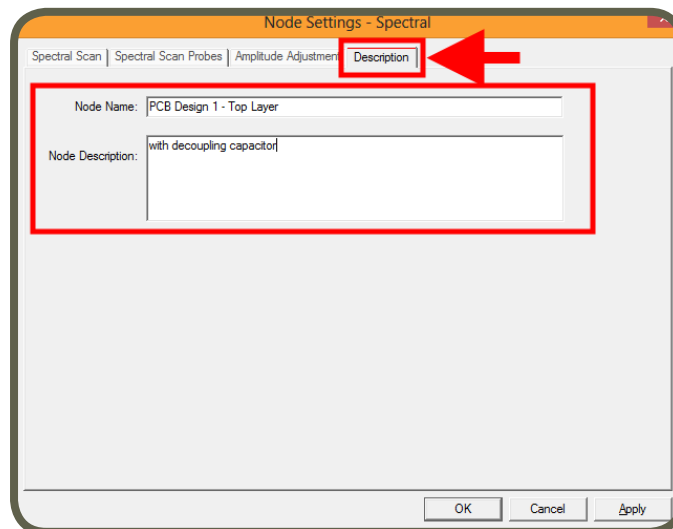 Node Settings - Spectral
Spectral Scan Spectral Scan Probes Amplitude Adjustment Description
Node Name: PCB Design 1 - Top Layer
Node Description: with decoupling capacitor
OK Cancel Apply